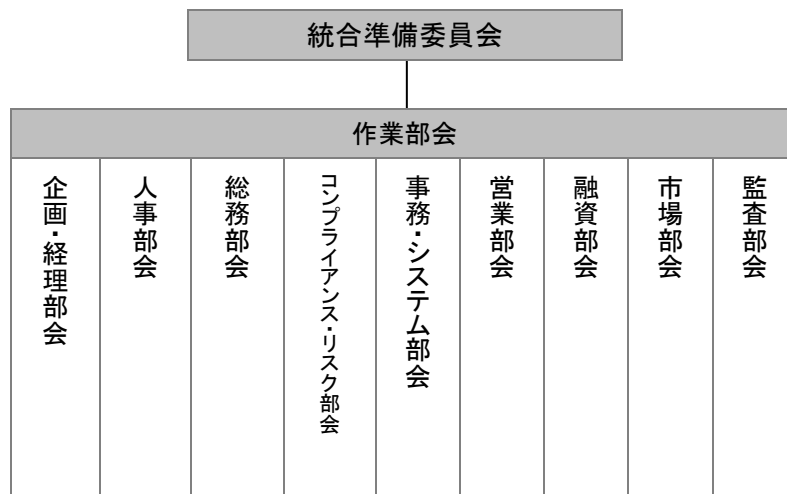 統合準備委員会
作業部会
企画・経理部会
人事部会
総務部会
コンプライアンス・リスク部会
事務・システム部会
営業部会
融資部会
市場部会
監査部会